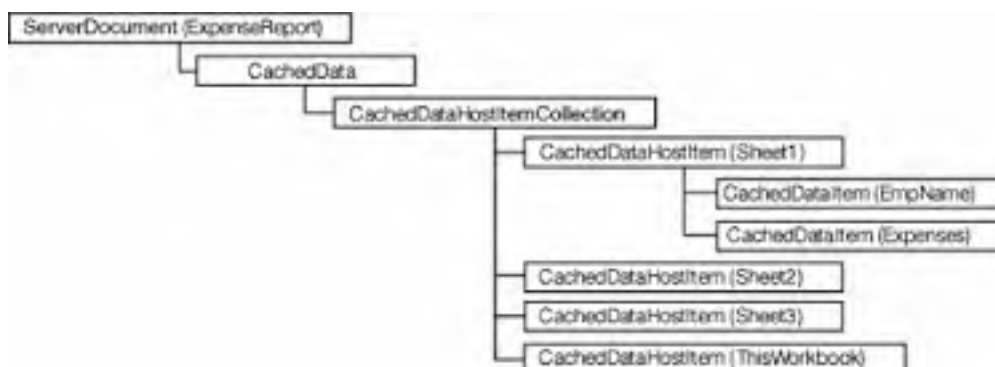 ServerDocument (ExpenseReport)
CachedData
CachedDataHostItemCollection
CachedDataHostItem (Sheet1)
CachedDataItem (EmpName)
CachedDataItem (Expenses)
CachedDataHostItem (Sheet2)
CachedDataHostItem (Sheet3)
CachedDataHostItem (ThisWorkbook)